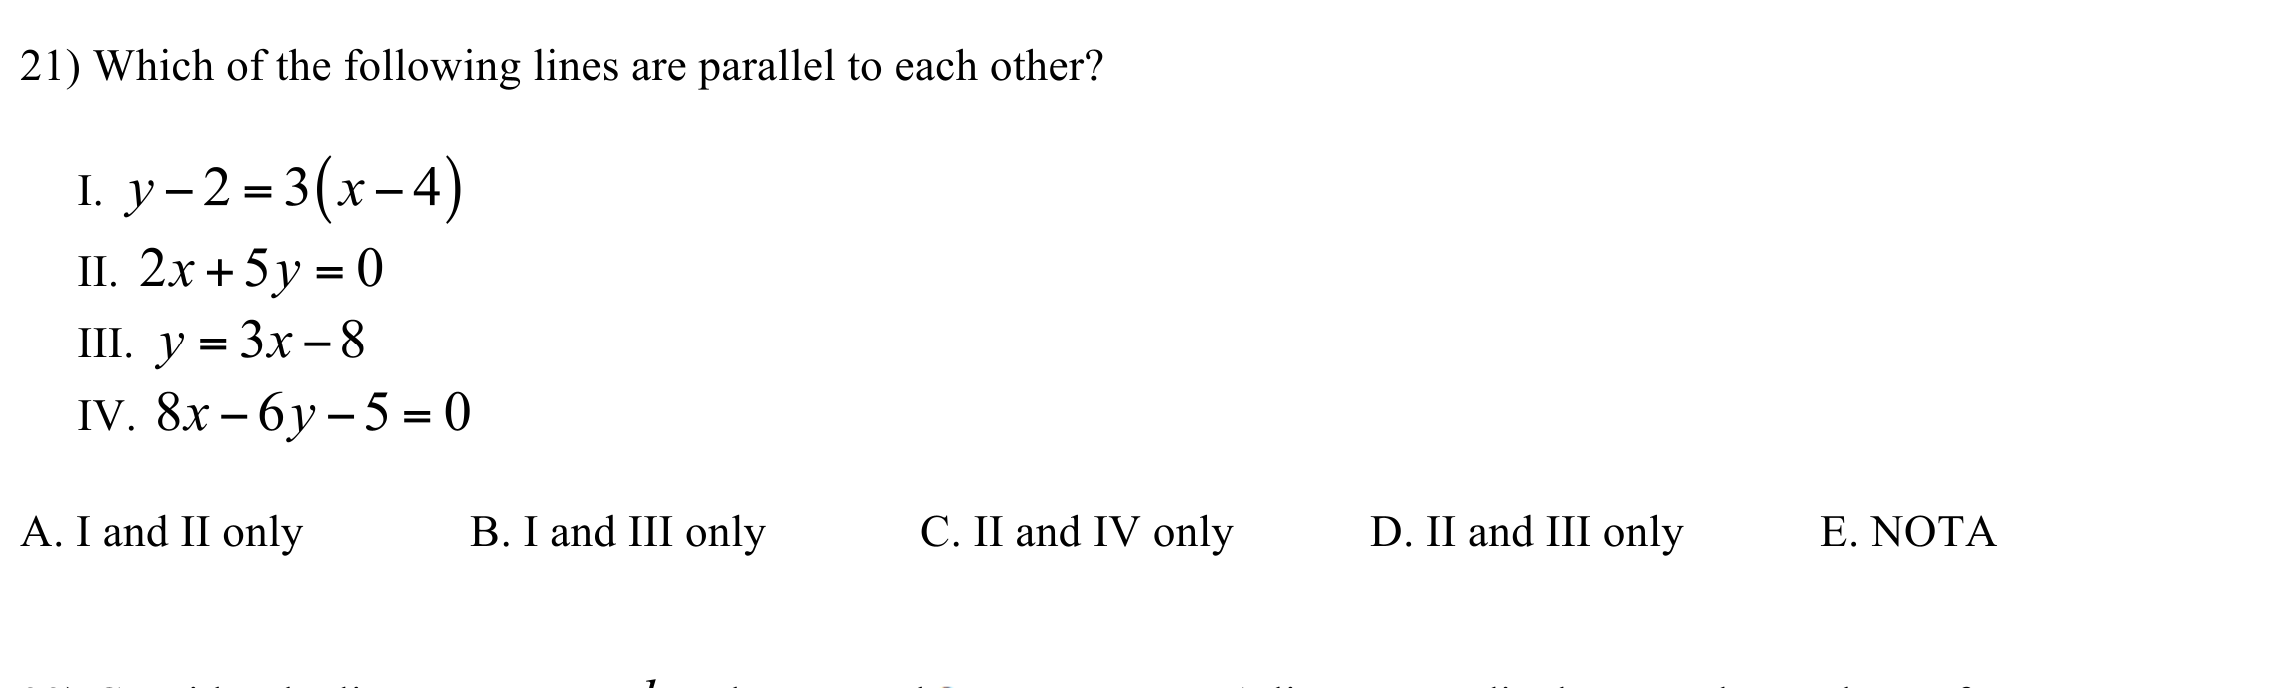 21) Which of the following lines are parallel to each other?
I. y − 2 = 3(x − 4)
II. 2x + 5y = 0
III. y = 3x − 8
IV. 8x − 6y − 5 = 0
A. I and II only B. I and III only C. II and IV only D. II and III only E. NOTA